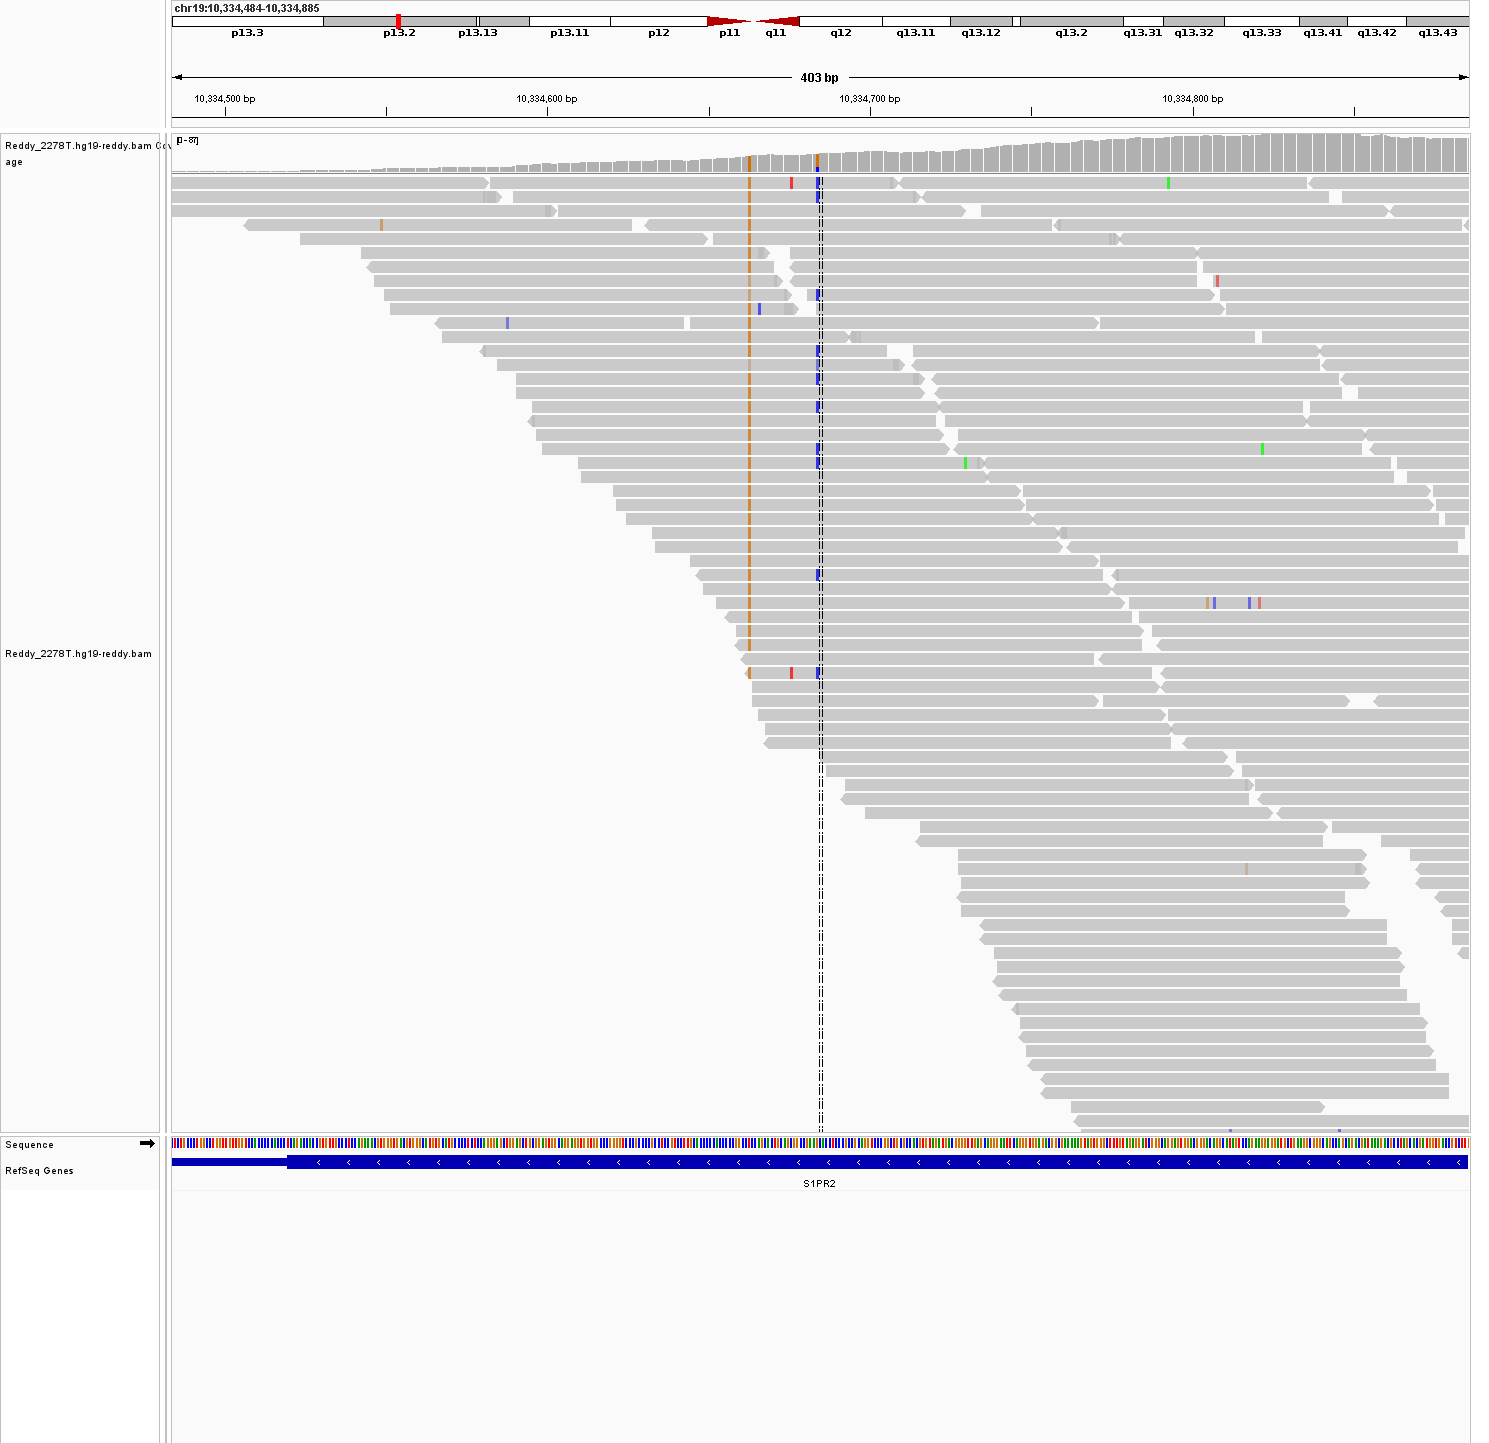 chr19:10,334,484-10,334,885
p13.3 p13.2 p13.13 p13.11 p12 p11 q11 q12 q13.11 q13.12 q13.2 q13.31 q13.32 q13.33 q13.41 q13.42 q13.43
403 bp
10,334,500 bp 10,334,600 bp 10,334,700 bp 10,334,800 bp
Reddy_2278T.hg19-reddy.bam Cov
age
[0 - 87]
Reddy_2278T.hg19-reddy.bam
Sequence
RefSeq Genes
S1PR2